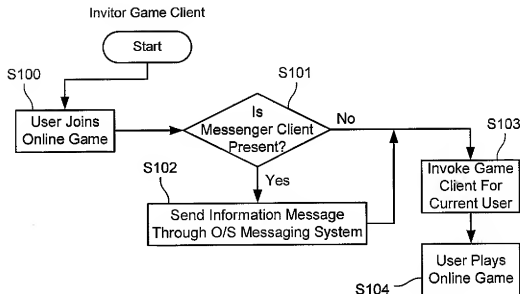 Invitor Game Client
Start
S100
User Joins
Online Game
S101
Is
Messenger Client
Present?
No
Yes
S102
Send Information Message
Through O/S Messaging System
S103
Invoke Game
Client For
Current User
User Plays
Online Game
S104